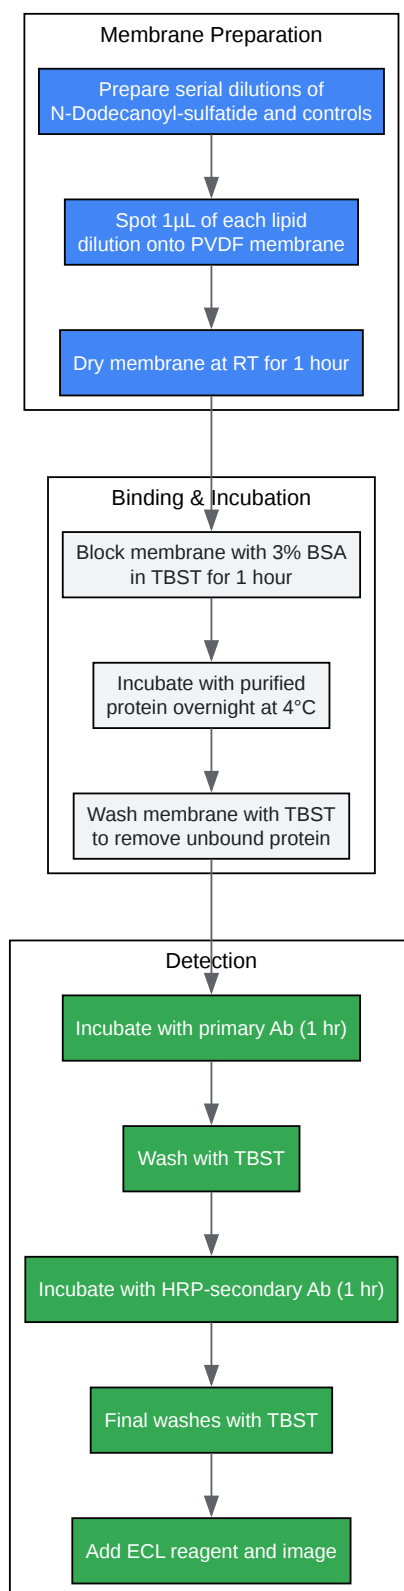 Membrane Preparation
Prepare serial dilutions of
N-Dodecanoyl-sulfatide and controls
Spot 1µL of each lipid
dilution onto PVDF membrane
Dry membrane at RT for 1 hour
Binding & Incubation
Block membrane with 3% BSA
in TBST for 1 hour
Incubate with purified
protein overnight at 4°C
Wash membrane with TBST
to remove unbound protein
Detection
Incubate with primary Ab (1 hr)
Wash with TBST
Incubate with HRP-secondary Ab (1 hr)
Final washes with TBST
Add ECL reagent and image